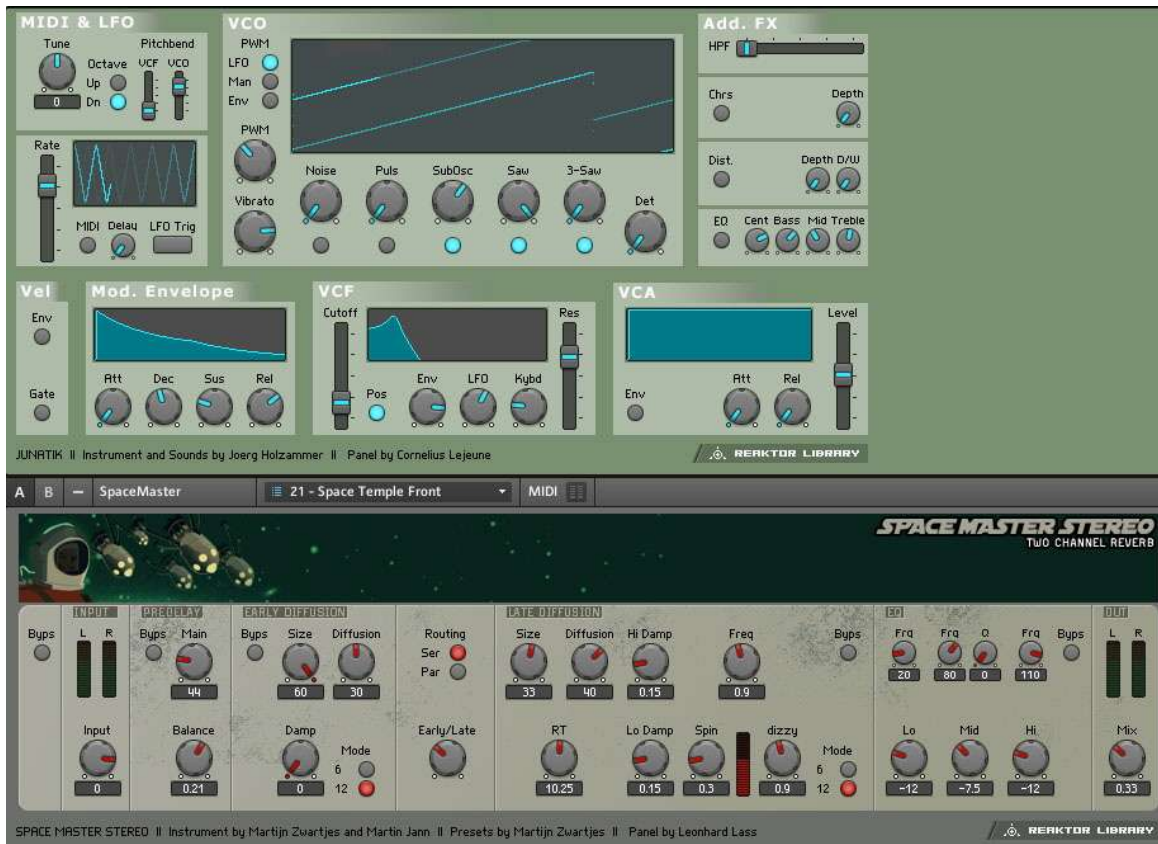 MIDI & LFO
Tune
Pitchbend
Octave
VCF VCO
Up
Dn
0
Rate
MIDI Delay LFO Trig
VCO
PWM
LFO
Man
Env
PWM
Vibrato
Noise Puls SubOsc Saw 3-Saw
Det
Add. FX
HPF
Chrs Depth
Dist. Depth D/W
EQ Cent Bass Mid Treble
Vel
Env
Gate
Mod. Envelope
Att Dec Sus Rel
VCF
Cutoff
Res
Env LFO Kybd
Pos
VCA
Level
Env
Att Rel
JUNATIK II Instrument and Sounds by Joerg Holzammer II Panel by Cornelius Lejeune
REAKTOR LIBRARY
A B SpaceMaster 21 - Space Temple Front MIDI
SPACE MASTER STEREO
TWO CHANNEL REVERB
Byps
INPUT
L R
Input
0
PREDELAY
Byps Main
44
Balance
0.21
EARLY DIFFUSION
Byps Size Diffusion
60 30
Damp
0
Mode
6
12
Routing
Ser
Par
Early/Late
LATE DIFFUSION
Size Diffusion Hi Damp Freq Byps
33 40 0.15 0.9
RT Lo Damp Spin dizzy
10.25 0.15 0.3 0.9
Mode
6
12
EQ
Frq Frq Q Frq Byps
20 80 0 110
Lo Mid Hi
-12 -7.5 -12
OUT
L R
Mix
0.33
SPACE MASTER STEREO II Instrument by Martijn Zwartjes and Martin Jann II Presets by Martijn Zwartjes II Panel by Leonhard Lass
REAKTOR LIBRARY